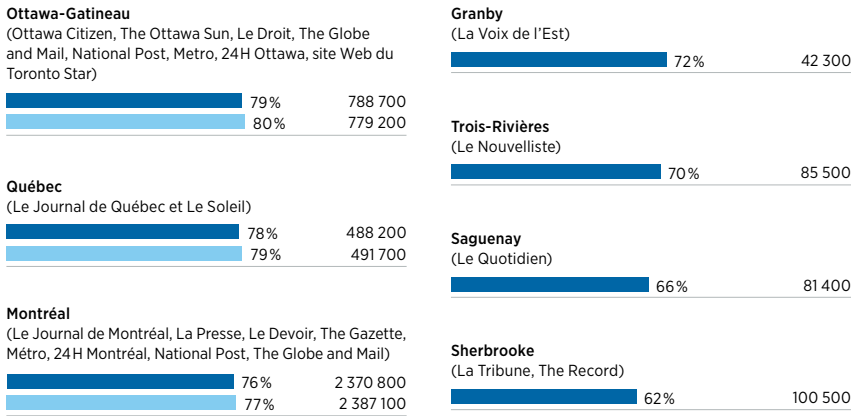 Ottawa-Gatineau
(Ottawa Citizen, The Ottawa Sun, Le Droit, The Globe
and Mail, National Post, Metro, 24H Ottawa, site Web du
Toronto Star)
79% 788 700
80% 779 200
Québec
(Le Journal de Québec et Le Soleil)
78% 488 200
79% 491 700
Montréal
(Le Journal de Montréal, La Presse, Le Devoir, The Gazette,
Métro, 24H Montréal, National Post, The Globe and Mail)
76% 2 370 800
77% 2 387 100
Granby
(La Voix de l'Est)
72% 42 300
Trois-Rivières
(Le Nouvelliste)
70% 85 500
Saguenay
(Le Quotidien)
66% 81 400
Sherbrooke
(La Tribune, The Record)
62% 100 500